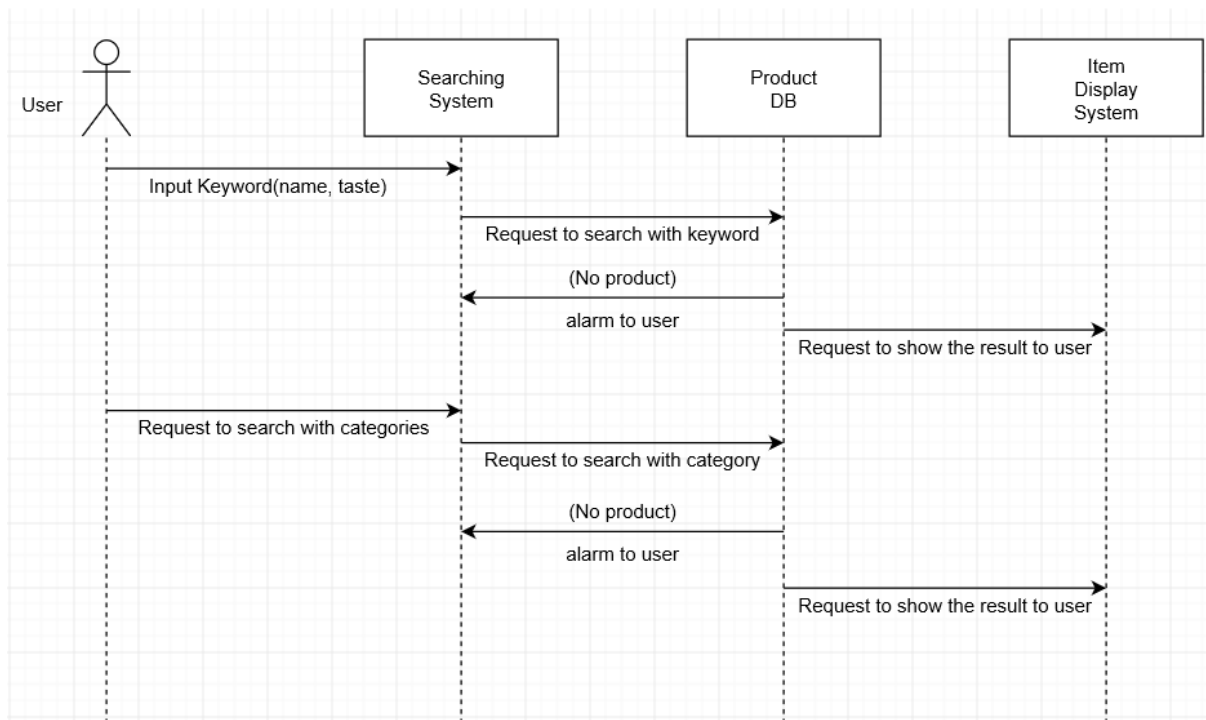 User
Searching
System
Product
DB
Item
Display
System
Input Keyword(name, taste)
Request to search with keyword
(No product)
alarm to user
Request to show the result to user
Request to search with categories
Request to search with category
(No product)
alarm to user
Request to show the result to user